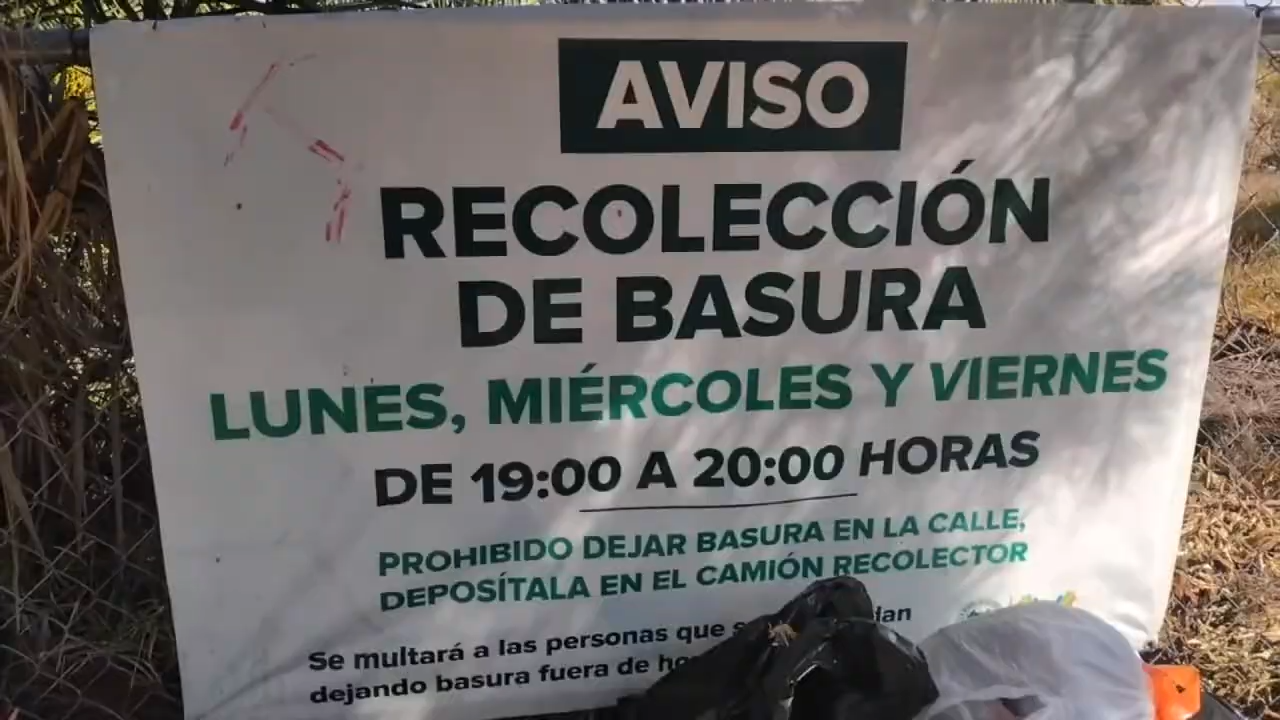 AVISO
RECOLECCIÓN
DE BASURA
LUNES, MIÉRCOLES Y VIERNES
DE 19:00 A 20:00 HORAS
PROHIBIDO DEJAR BASURA EN LA CALLE,
DEPOSÍTALA EN EL CAMIÓN RECOLECTOR
Se multará a las personas que
dejando basura fuera de